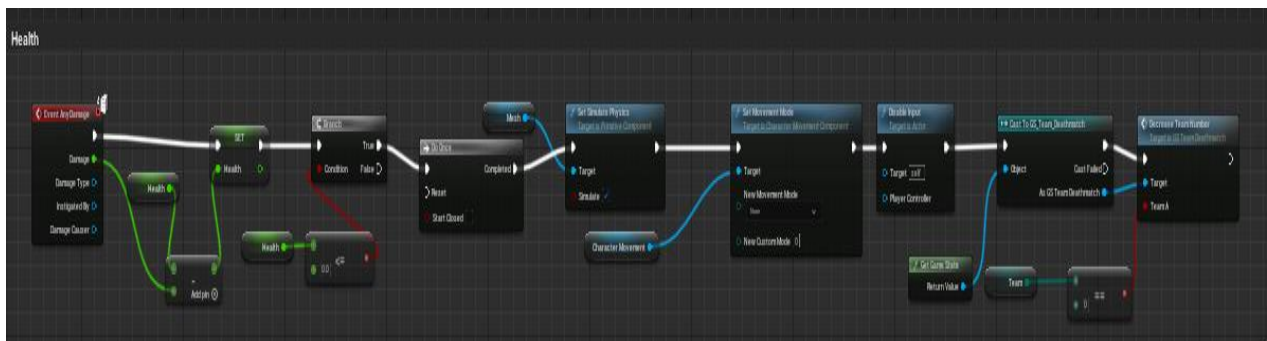 Health
Event AnyDamage
Damage
Damage Type
Instigated By
Damage Causer
Health
-
Add pin
SET
Health
Branch
Condition
True
False
Health
0.0
<=
Do Once
Reset
Start Closed
Completed
Mesh
Set Simulate Physics
Target is Primitive Component
Target
Simulate
Character Movement
Set Movement Mode
Target is Character Movement Component
Target
New Movement Mode
None
New Custom Mode 0
Disable Input
Target is Actor
Target self
Player Controller
Get Game State
Return Value
Cast To GS_Team_Deathmatch
Object
Cast Failed
As GS Team Deathmatch
Team
0
==
Decrease Team Number
Target is GS Team Deathmatch
Target
Team A